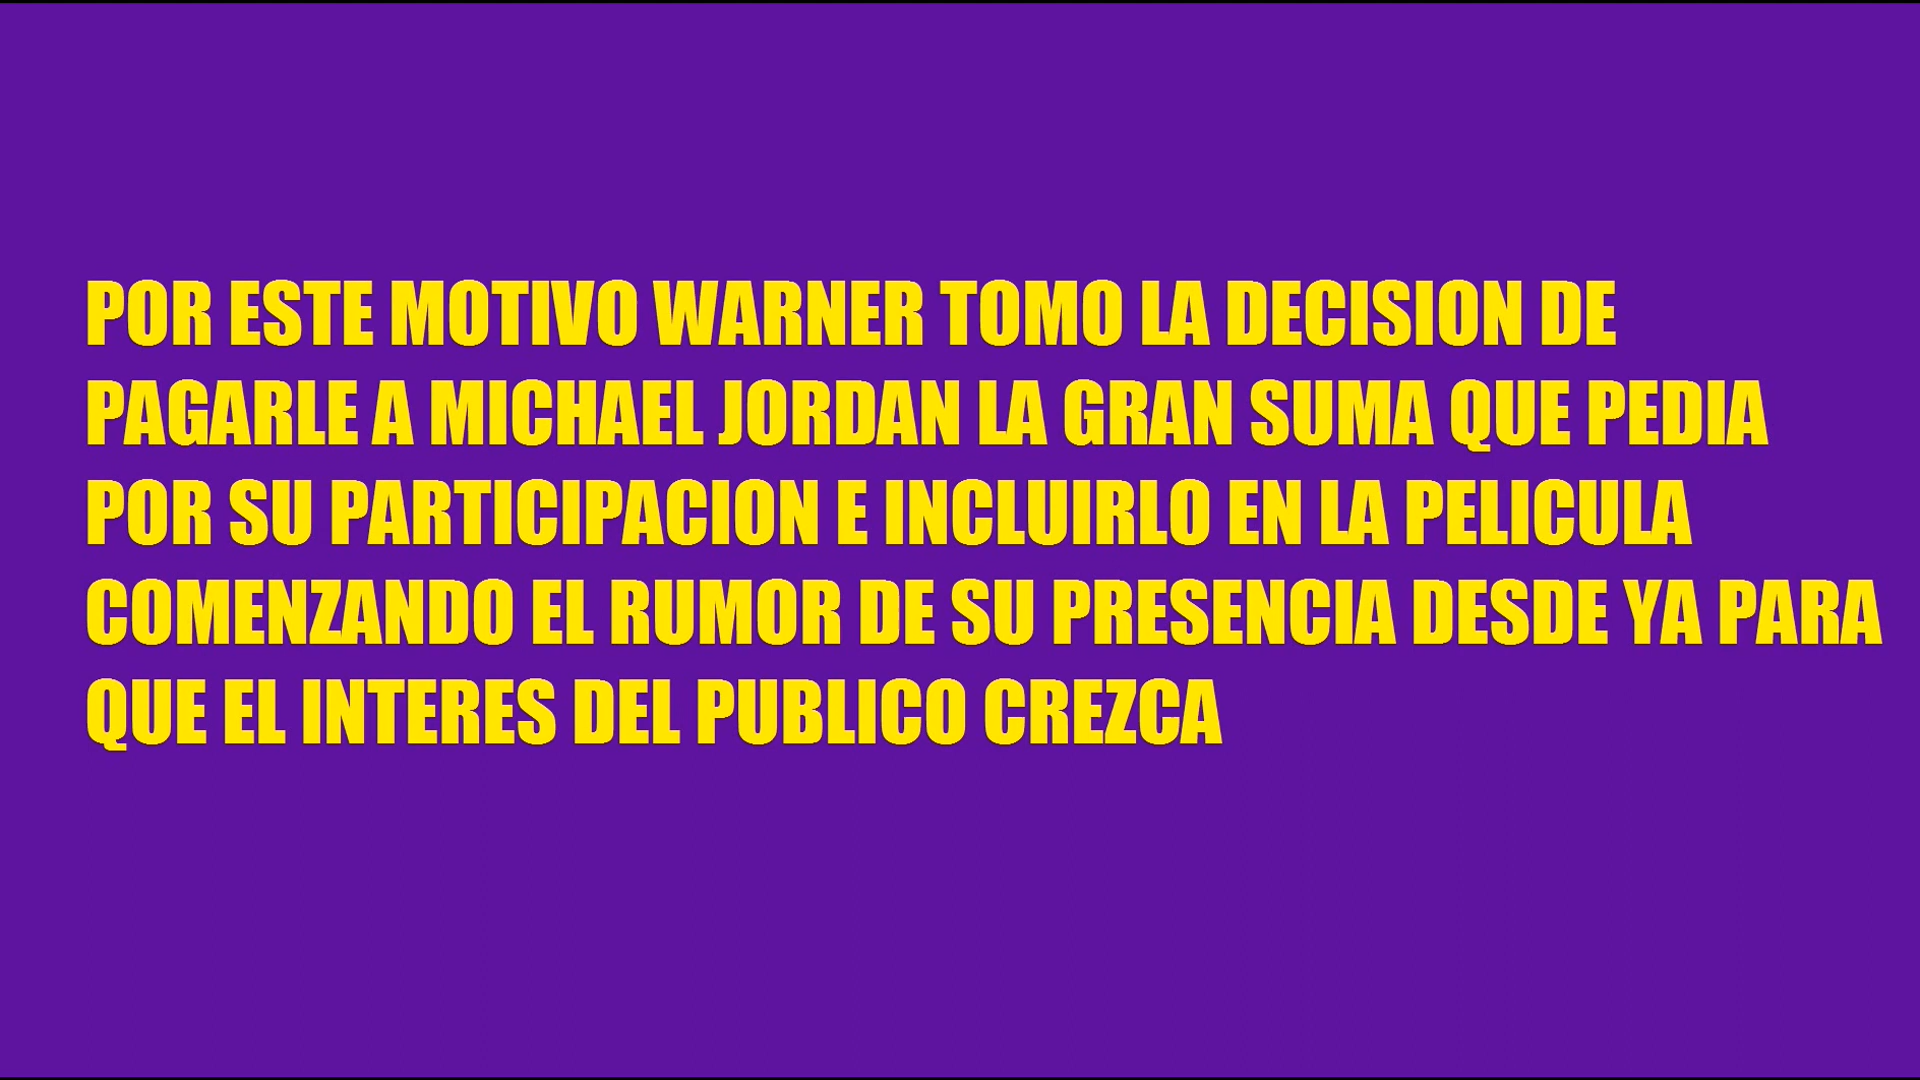 POR ESTE MOTIVO WARNER TOMO LA DECISION DE
PAGARLE A MICHAEL JORDAN LA GRAN SUMA QUE PEDIA
POR SU PARTICIPACION E INCLUIRLO EN LA PELICULA
COMENZANDO EL RUMOR DE SU PRESENCIA DESDE YA PARA
QUE EL INTERES DEL PUBLICO CREZCA